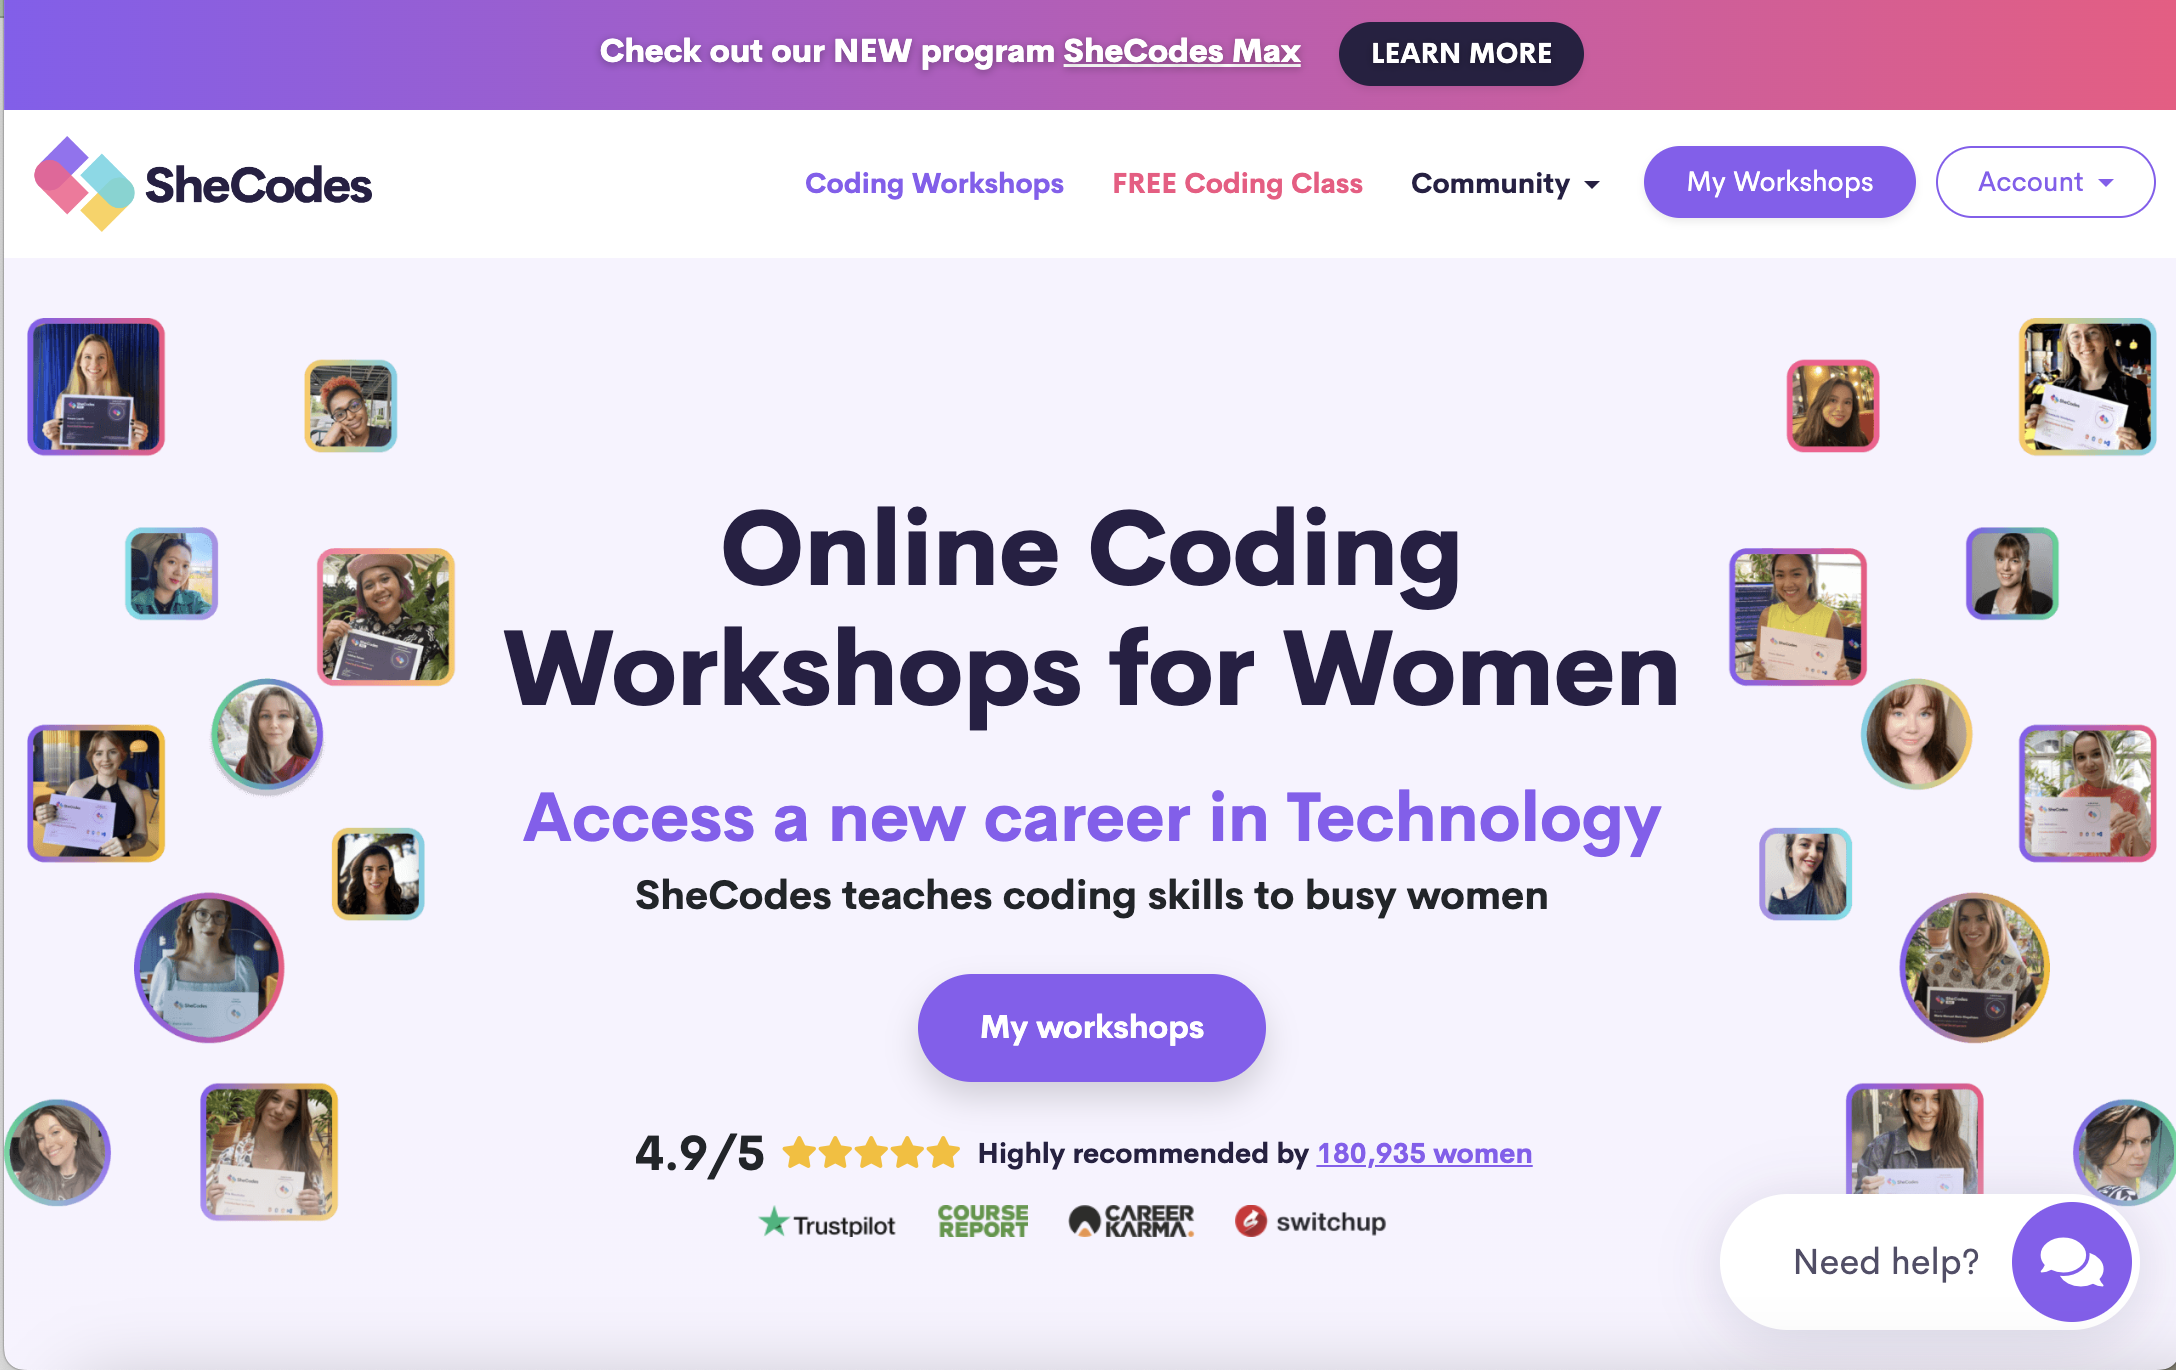 Check out our NEW program SheCodes Max
LEARN MORE
SheCodes
Coding Workshops
FREE Coding Class
Community
My Workshops
Account
Online Coding
Workshops for Women
Access a new career in Technology
SheCodes teaches coding skills to busy women
My workshops
4.9/5
Highly recommended by 180,935 women
Trustpilot
COURSE
REPORT
CAREER
KARMA.
switchup
Need help?